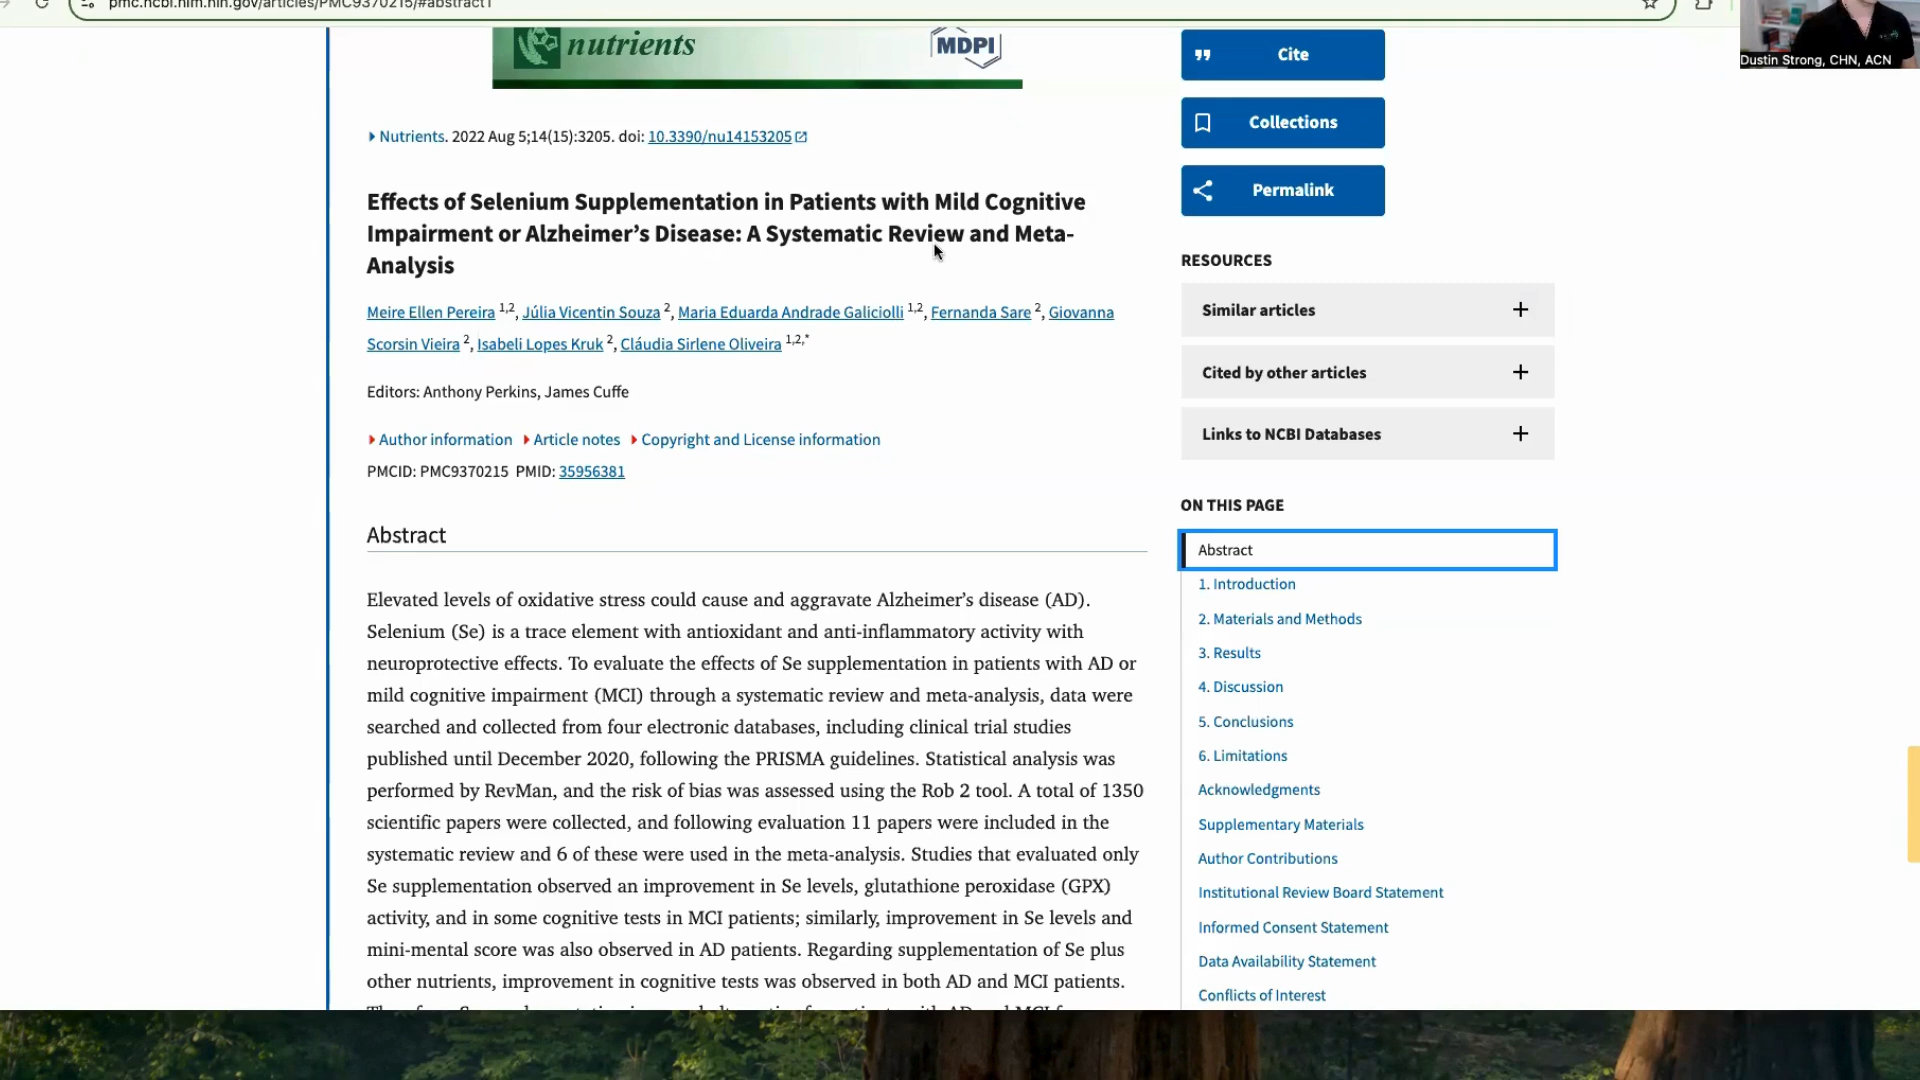 pmc.ncbi.nlm.nih.gov/articles/PMC9370215/#abstract1
Dustin Strong, CHN, ACN
nutrients
MDPI
Nutrients. 2022 Aug 5;14(15):3205. doi: 10.3390/nu14153205
Effects of Selenium Supplementation in Patients with Mild Cognitive
Impairment or Alzheimer’s Disease: A Systematic Review and Meta-
Analysis
Meire Ellen Pereira 1,2, Júlia Vicentin Souza 2, Maria Eduarda Andrade Galiciolli 1,2, Fernanda Sare 2, Giovanna
Scorsin Vieira 2, Isabeli Lopes Kruk 2, Cláudia Sirlene Oliveira 1,2,*
Editors: Anthony Perkins, James Cuffe
Author information Article notes Copyright and License information
PMCID: PMC9370215 PMID: 35956381
Abstract
Elevated levels of oxidative stress could cause and aggravate Alzheimer’s disease (AD).
Selenium (Se) is a trace element with antioxidant and anti-inflammatory activity with
neuroprotective effects. To evaluate the effects of Se supplementation in patients with AD or
mild cognitive impairment (MCI) through a systematic review and meta-analysis, data were
searched and collected from four electronic databases, including clinical trial studies
published until December 2020, following the PRISMA guidelines. Statistical analysis was
performed by RevMan, and the risk of bias was assessed using the Rob 2 tool. A total of 1350
scientific papers were collected, and following evaluation 11 papers were included in the
systematic review and 6 of these were used in the meta-analysis. Studies that evaluated only
Se supplementation observed an improvement in Se levels, glutathione peroxidase (GPX)
activity, and in some cognitive tests in MCI patients; similarly, improvement in Se levels and
mini-mental score was also observed in AD patients. Regarding supplementation of Se plus
other nutrients, improvement in cognitive tests was observed in both AD and MCI patients.
Cite
Collections
Permalink
RESOURCES
Similar articles
Cited by other articles
Links to NCBI Databases
ON THIS PAGE
Abstract
1. Introduction
2. Materials and Methods
3. Results
4. Discussion
5. Conclusions
6. Limitations
Acknowledgments
Supplementary Materials
Author Contributions
Institutional Review Board Statement
Informed Consent Statement
Data Availability Statement
Conflicts of Interest